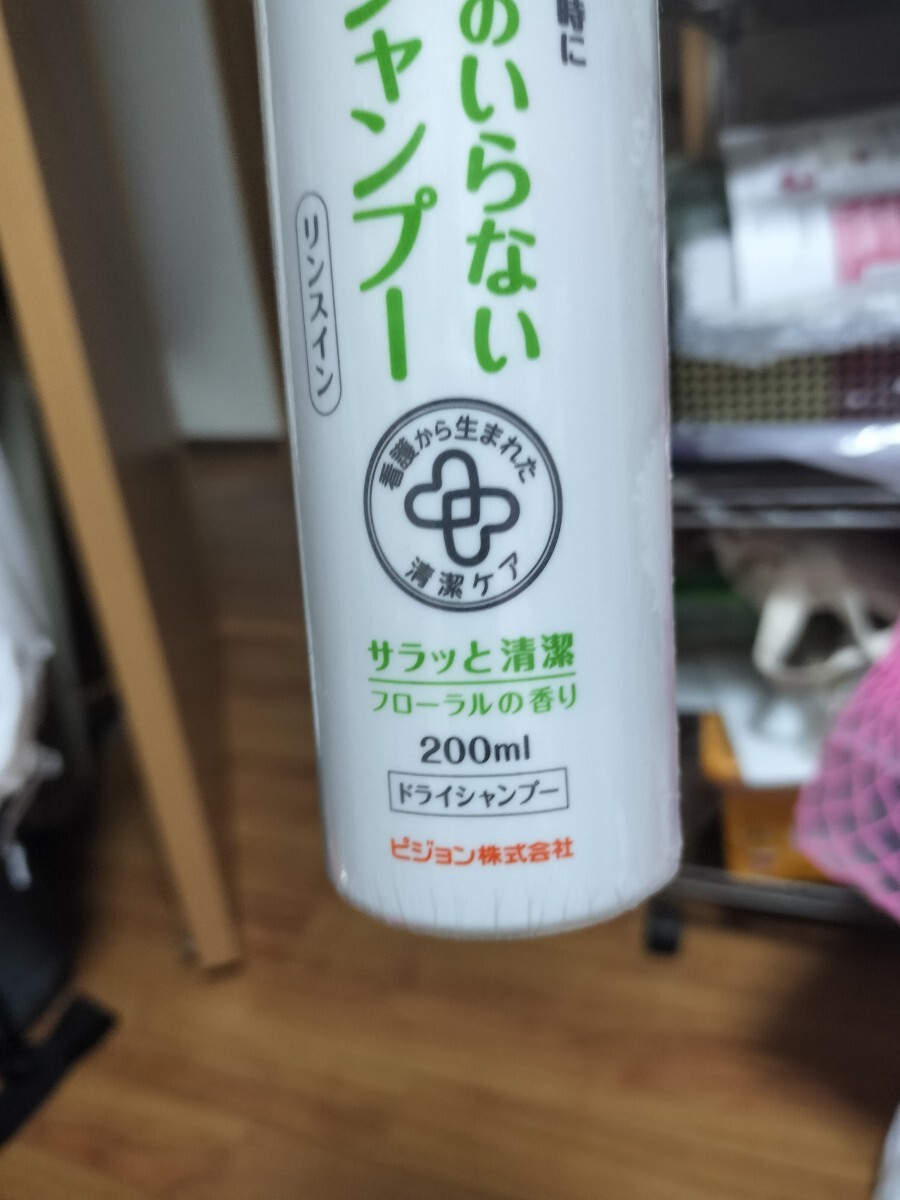 時に
のいらない
シャンプー
リンスイン
看護から生まれた
清潔ケア
サラッと清潔
フローラルの香り
200ml
ドライシャンプー
ピジョン株式会社